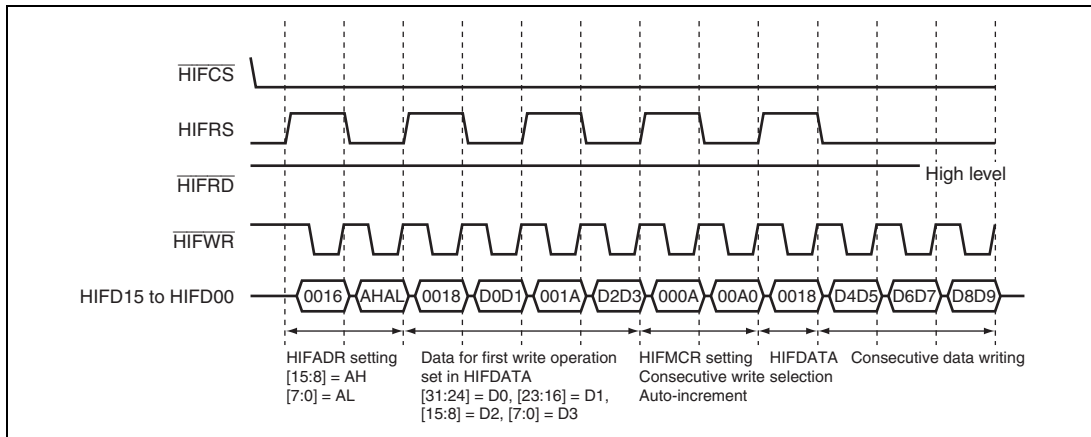 HIFCS
HIFRS
HIFRD
High level
HIFWR
HIFD15 to HIFD00
0016 AHAL 0018 D0D1 001A D2D3 000A 00A0 0018 D4D5 D6D7 D8D9
HIFADR setting
[15:8] = AH
[7:0] = AL
Data for first write operation
set in HIFDATA
[31:24] = D0, [23:16] = D1,
[15:8] = D2, [7:0] = D3
HIFMCR setting
Consecutive write selection
Auto-increment
HIFDATA
Consecutive data writing